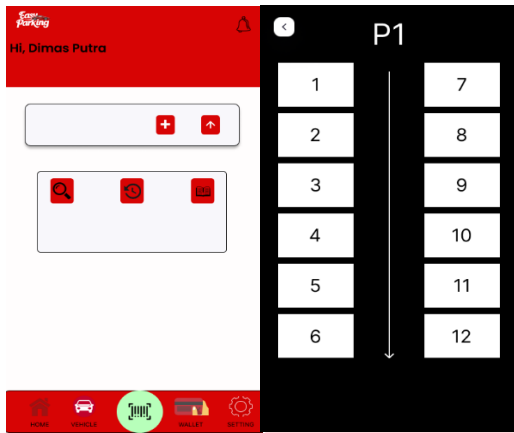 Easy
Parking
Hi, Dimas Putra
HOME VEHICLE WALLET SETTING
P1
1 7
2 8
3 9
4 10
5 11
6 12